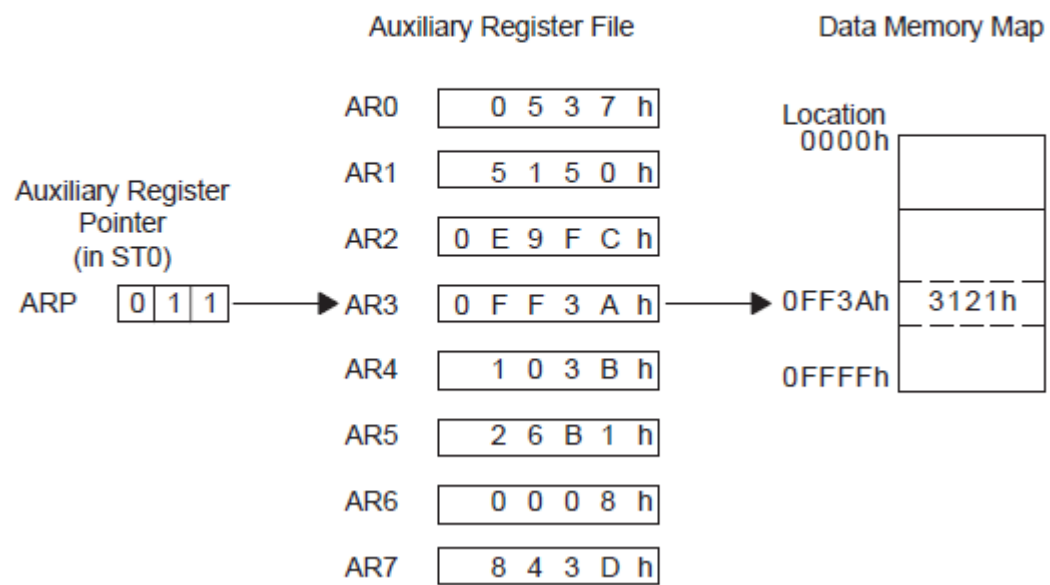 Auxiliary Register File
Data Memory Map
AR0 0 5 3 7 h
Location
0000h
AR1 5 1 5 0 h
Auxiliary Register
Pointer
(in ST0)
AR2 0 E 9 F C h
ARP 0 1 1
AR3 0 F F 3 A h
0FF3Ah 3121h
AR4 1 0 3 B h
0FFFFh
AR5 2 6 B 1 h
AR6 0 0 0 8 h
AR7 8 4 3 D h